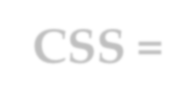 CSS =